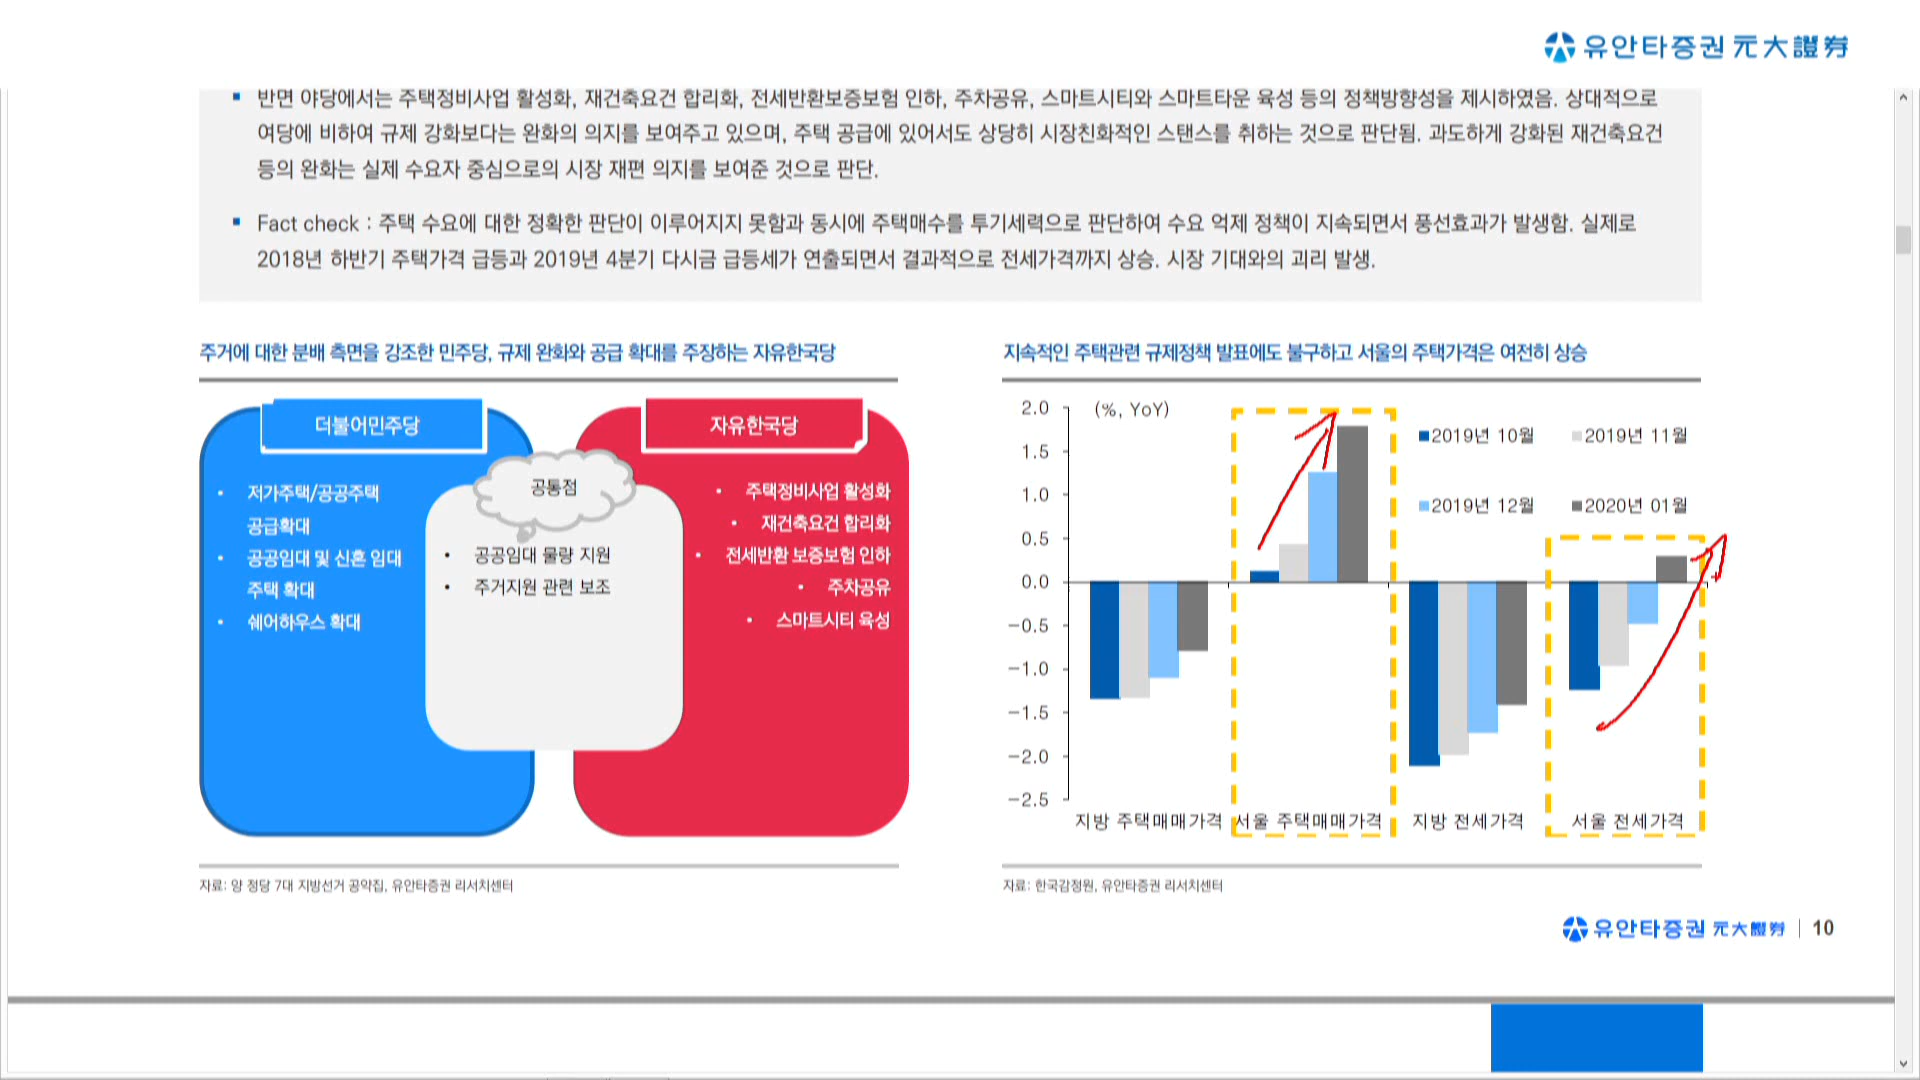 유안타증권 元大證券
▪ 반면 야당에서는 주택정비사업 활성화, 재건축요건 합리화, 전세반환보증보험 인하, 주차공유, 스마트시티와 스마트타운 육성 등의 정책방향성을 제시하였음. 상대적으로
여당에 비하여 규제 강화보다는 완화의 의지를 보여주고 있으며, 주택 공급에 있어서도 상당히 시장친화적인 스탠스를 취하는 것으로 판단됨. 과도하게 강화된 재건축요건
등의 완화는 실제 수요자 중심으로의 시장 재편 의지를 보여준 것으로 판단.
▪ Fact check : 주택 수요에 대한 정확한 판단이 이루어지지 못함과 동시에 주택매수를 투기세력으로 판단하여 수요 억제 정책이 지속되면서 풍선효과가 발생함. 실제로
2018년 하반기 주택가격 급등과 2019년 4분기 다시금 급등세가 연출되면서 결과적으로 전세가격까지 상승. 시장 기대와의 괴리 발생.
주거에 대한 분배 측면을 강조한 민주당, 규제 완화와 공급 확대를 주장하는 자유한국당
더불어민주당
• 저가주택/공공주택
공급확대
• 공공임대 및 신혼 임대
주택 확대
• 쉐어하우스 확대
공통점
• 공공임대 물량 지원
• 주거지원 관련 보조
자유한국당
• 주택정비사업 활성화
• 재건축요건 합리화
• 전세반환 보증보험 인하
• 주차공유
• 스마트시티 육성
자료: 양 정당 7대 지방선거 공약집, 유안타증권 리서치센터
지속적인 주택관련 규제정책 발표에도 불구하고 서울의 주택가격은 여전히 상승
(%, YoY)
2019년 10월 2019년 11월
2019년 12월 2020년 01월
2.0
1.5
1.0
0.5
0.0
−0.5
−1.0
−1.5
−2.0
−2.5
지방 주택매매가격 서울 주택매매가격 지방 전세가격 서울 전세가격
자료: 한국감정원, 유안타증권 리서치센터
유안타증권 元大證券 | 10